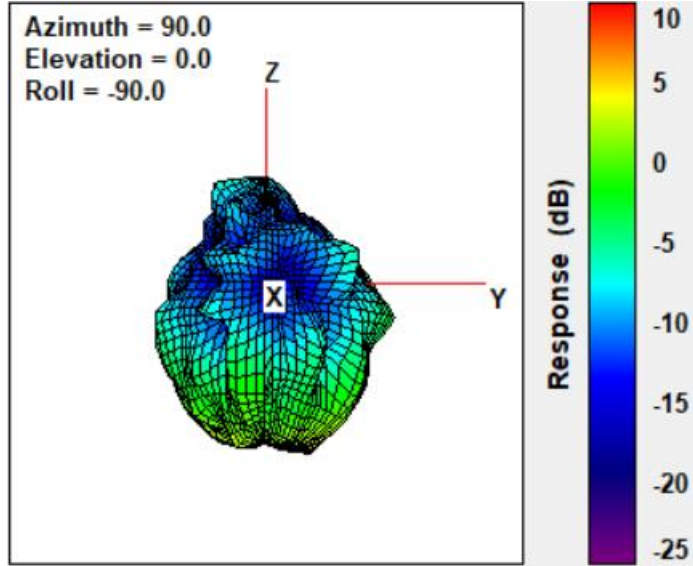 Azimuth = 90.0
Elevation = 0.0
Roll = -90.0
Z
X
Y
Response (dB)
10
5
0
-5
-10
-15
-20
-25